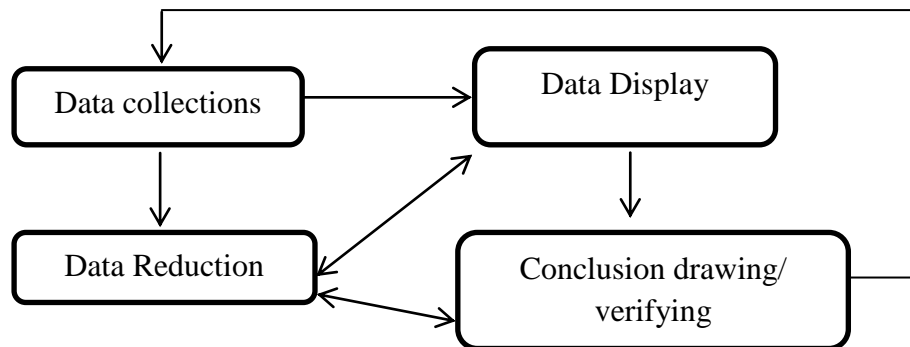 Data collections
Data Display
Data Reduction
Conclusion drawing/
verifying